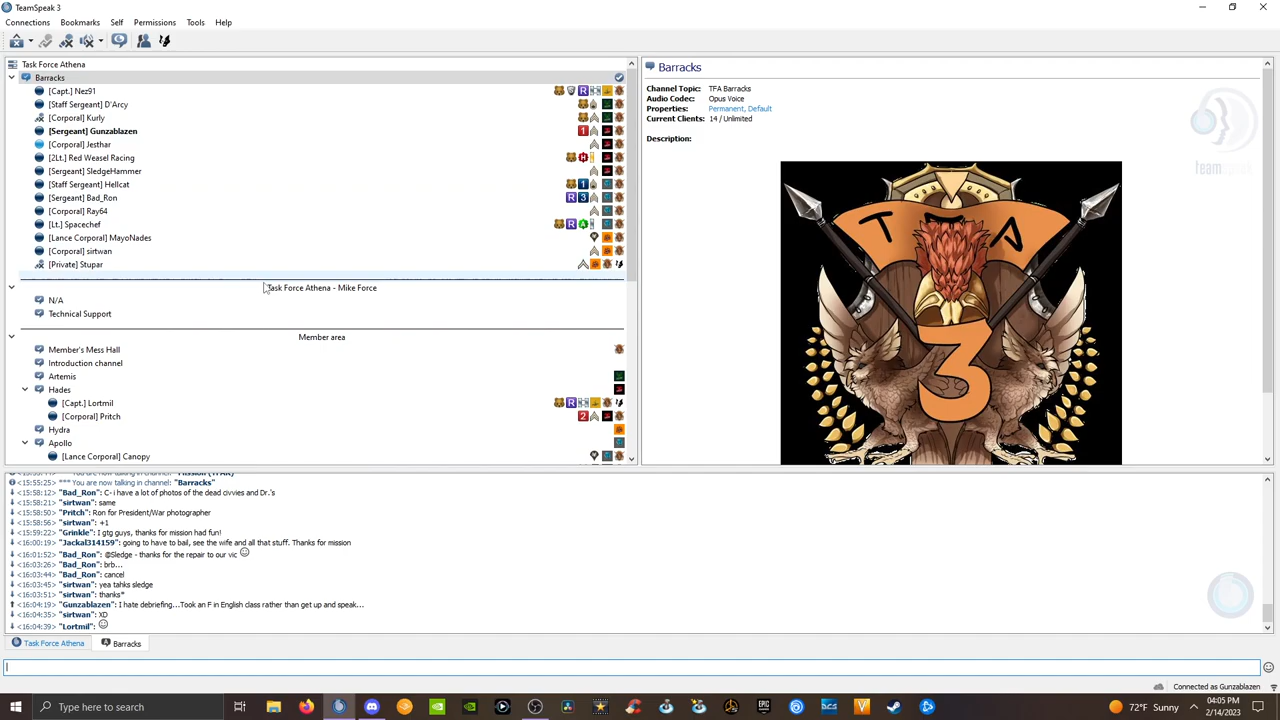 TeamSpeak 3
Connections Bookmarks Self Permissions Tools Help
Task Force Athena
Barracks
[Capt.] Nez91
[Staff Sergeant] D'Arcy
[Corporal] Kurly
[Sergeant] Gunzablazen
[Corporal] Jesthar
[2Lt.] Red Weasel Racing
[Sergeant] SledgeHammer
[Staff Sergeant] Hellcat
[Sergeant] Bad_Ron
[Corporal] Ray64
[Lt.] Spacechef
[Lance Corporal] MayoNades
[Corporal] sirtwan
[Private] Stupar
Task Force Athena - Mike Force
N/A
Technical Support
Member area
Member's Mess Hall
Introduction channel
Artemis
Hades
[Capt.] Lortmil
[Corporal] Pritch
Hydra
Apollo
[Lance Corporal] Canopy
Barracks
Channel Topic: TFA Barracks
Audio Codec: Opus Voice
Properties: Permanent, Default
Current Clients: 14 / Unlimited
Description:
teamspeak
T A
3
<15:55:25> *** You are now talking in channel: "Barracks"
<15:58:12> "Bad_Ron": C- i have a lot of photos of the dead civvies and Dr.'s
<15:58:21> "sirtwan": same
<15:58:50> "Pritch": Ron for President/War photographer
<15:58:56> "sirtwan": +1
<15:59:22> "Grinkle": I gtg guys, thanks for mission had fun!
<16:00:19> "Jackal314159": going to have to bail, see the wife and all that stuff. Thanks for mission
<16:01:52> "Bad_Ron": @Sledge - thanks for the repair to our vic
<16:03:26> "Bad_Ron": brb...
<16:03:44> "Bad_Ron": cancel
<16:03:45> "sirtwan": yea tahks sledge
<16:03:51> "sirtwan": thanks*
<16:04:19> "Gunzablazen": I hate debriefing...Took an F in English class rather than get up and speak...
<16:04:35> "sirtwan": XD
<16:04:39> "Lortmil":
Task Force Athena Barracks
Connected as Gunzablazen
Type here to search
72°F Sunny
04:05 PM
2/14/2023